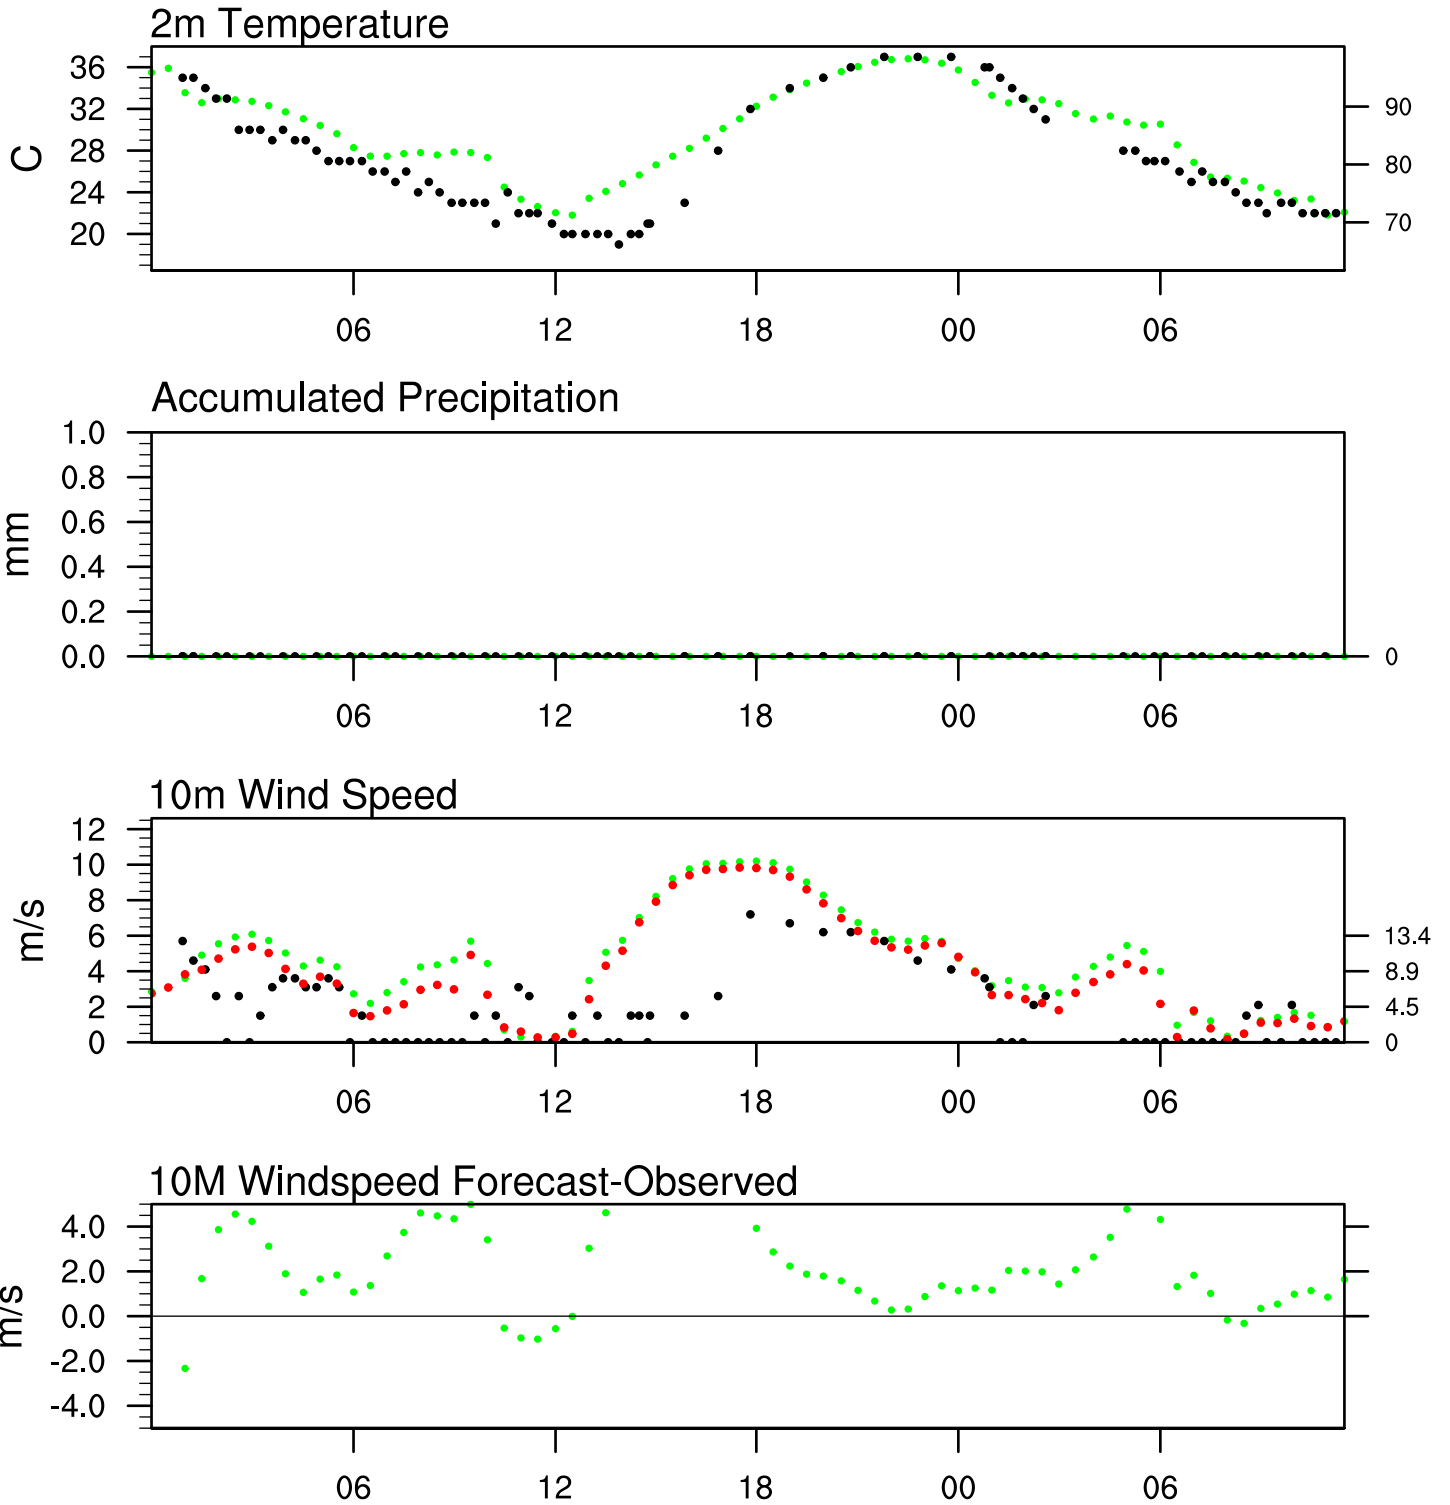 2m Temperature
36
32
28
24
20
C
90
80
70
06 12 18 00 06
Accumulated Precipitation
1.0
0.8
0.6
0.4
0.2
0.0
mm
0
06 12 18 00 06
10m Wind Speed
12
10
8
6
4
2
0
m/s
13.4
8.9
4.5
0
06 12 18 00 06
10M Windspeed Forecast-Observed
4.0
2.0
0.0
-2.0
-4.0
m/s
06 12 18 00 06